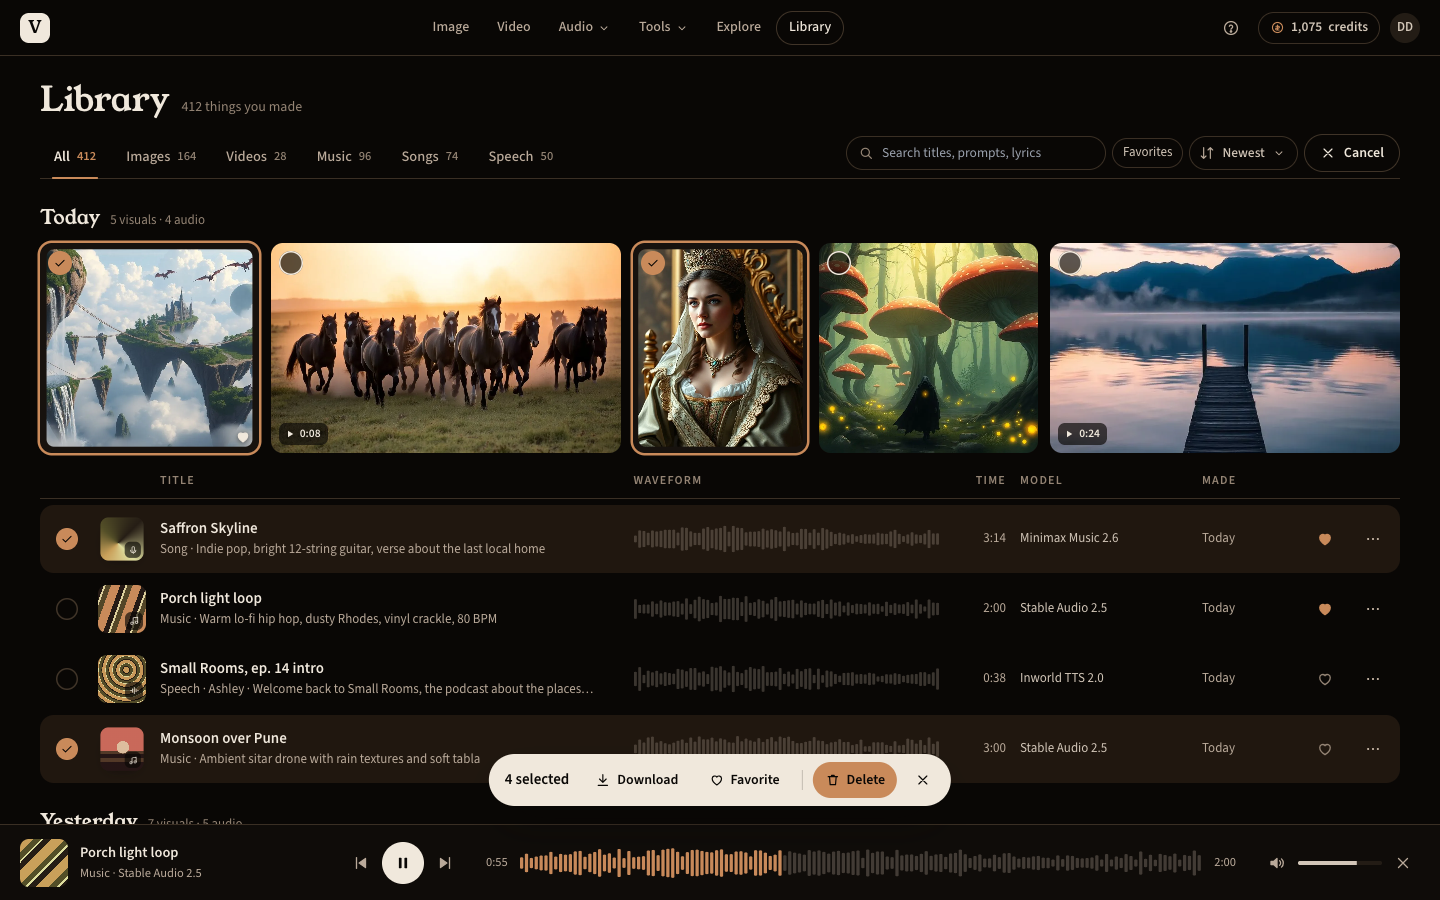 V
Image Video Audio Tools Explore Library
1,075 credits DD
Library 412 things you made
All 412 Images 164 Videos 28 Music 96 Songs 74 Speech 50
Search titles, prompts, lyrics Favorites Newest Cancel
Today 5 visuals · 4 audio
0:08
0:24
TITLE WAVEFORM TIME MODEL MADE
Saffron Skyline
Song · Indie pop, bright 12-string guitar, verse about the last local home
3:14 Minimax Music 2.6 Today
Porch light loop
Music · Warm lo-fi hip hop, dusty Rhodes, vinyl crackle, 80 BPM
2:00 Stable Audio 2.5 Today
Small Rooms, ep. 14 intro
Speech · Ashley · Welcome back to Small Rooms, the podcast about the places…
0:38 Inworld TTS 2.0 Today
Monsoon over Pune
Music · Ambient sitar drone with rain textures and soft tabla
3:00 Stable Audio 2.5 Today
4 selected Download Favorite Delete
Yesterday 7 visuals · 5 audio
Porch light loop
Music · Stable Audio 2.5
0:55 2:00